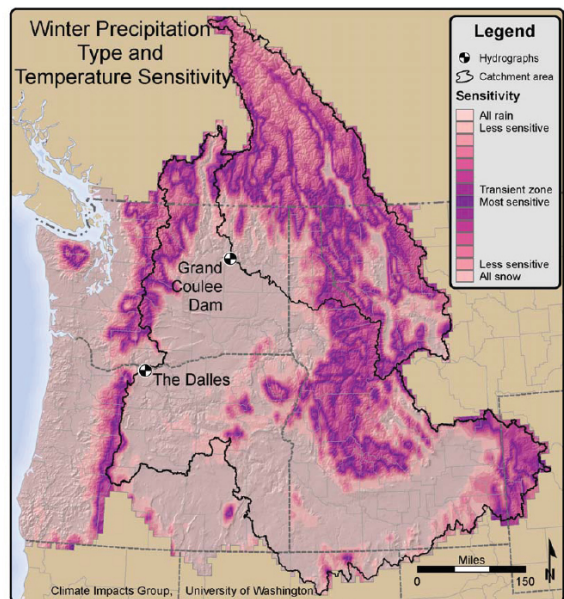 Winter Precipitation
Type and
Temperature Sensitivity
Legend
Hydrographs
Catchment area
Sensitivity
All rain
Less sensitive
Transient zone
Most sensitive
Less sensitive
All snow
Grand
Coulee
Dam
The Dalles
Miles
0 150
N
Climate Impacts Group, University of Washington